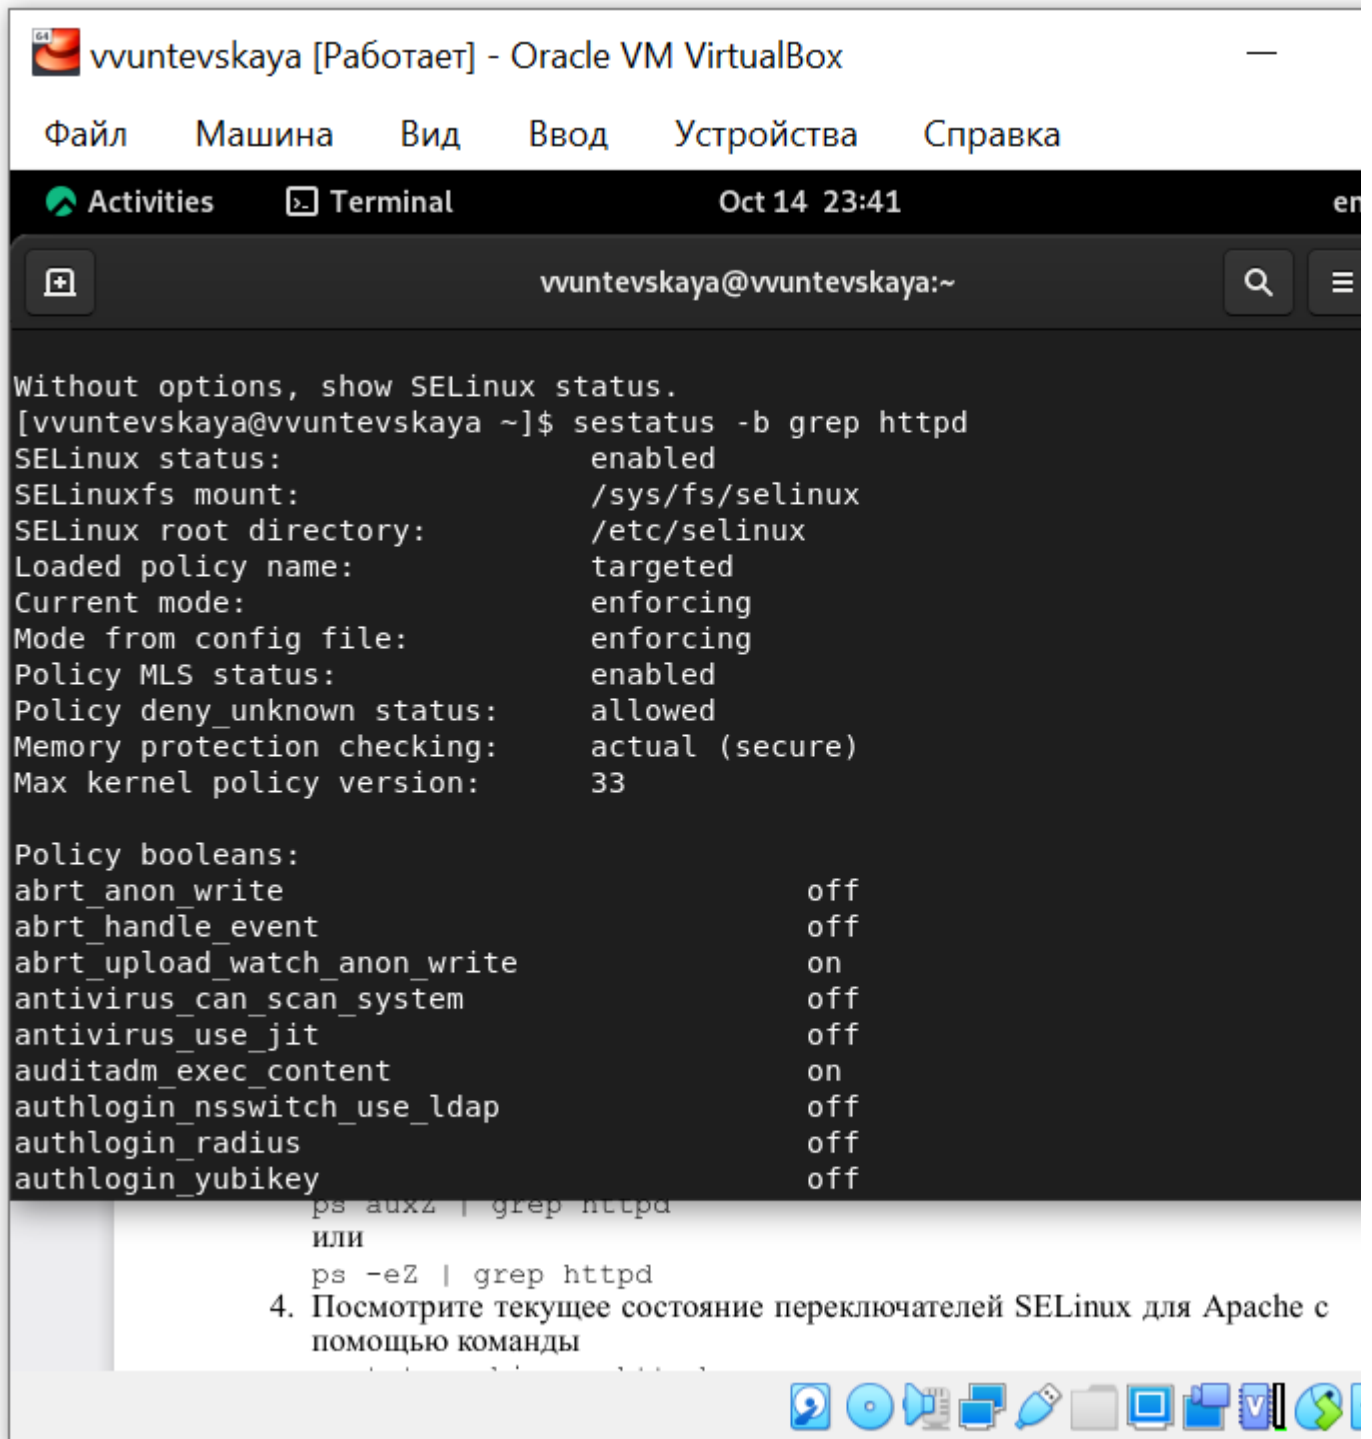 vvuntevskaya [Работает] - Oracle VM VirtualBox
Файл Машина Вид Ввод Устройства Справка
Activities Terminal Oct 14 23:41 en
vvuntevskaya@vvuntevskaya:~
Without options, show SELinux status.
[vvuntevskaya@vvuntevskaya ~]$ sestatus -b grep httpd
SELinux status: enabled
SELinuxfs mount: /sys/fs/selinux
SELinux root directory: /etc/selinux
Loaded policy name: targeted
Current mode: enforcing
Mode from config file: enforcing
Policy MLS status: enabled
Policy deny_unknown status: allowed
Memory protection checking: actual (secure)
Max kernel policy version: 33
Policy booleans:
abrt_anon_write off
abrt_handle_event off
abrt_upload_watch_anon_write on
antivirus_can_scan_system off
antivirus_use_jit off
auditadm_exec_content on
authlogin_nsswitch_use_ldap off
authlogin_radius off
authlogin_yubikey off
ps auxZ | grep httpd
или
ps -eZ | grep httpd
4. Посмотрите текущее состояние переключателей SELinux для Apache с
помощью команды